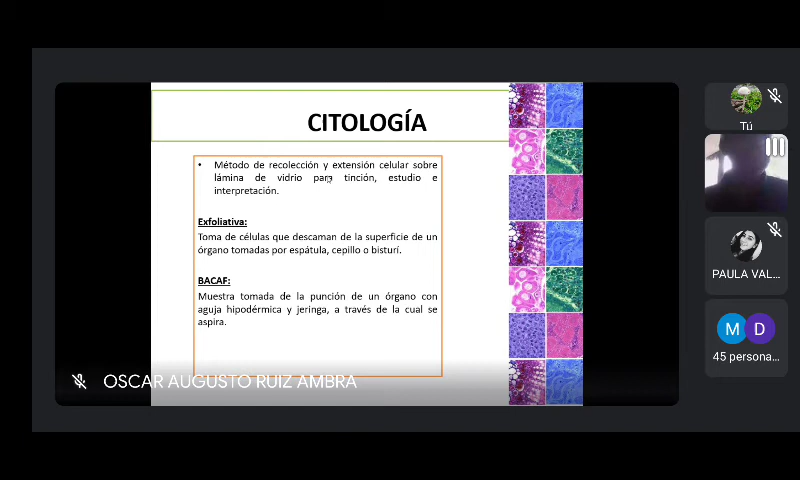 CITOLOGÍA
• Método de recolección y extensión celular sobre
lámina de vidrio para tinción, estudio e
interpretación.
Exfoliativa:
Toma de células que descaman de la superficie de un
órgano tomadas por espátula, cepillo o bisturí.
BACAF:
Muestra tomada de la punción de un órgano con
aguja hipodérmica y jeringa, a través de la cual se
aspira.
OSCAR AUGUSTO RUIZ AMBRA
Tú
PAULA VAL...
M D
45 persona...